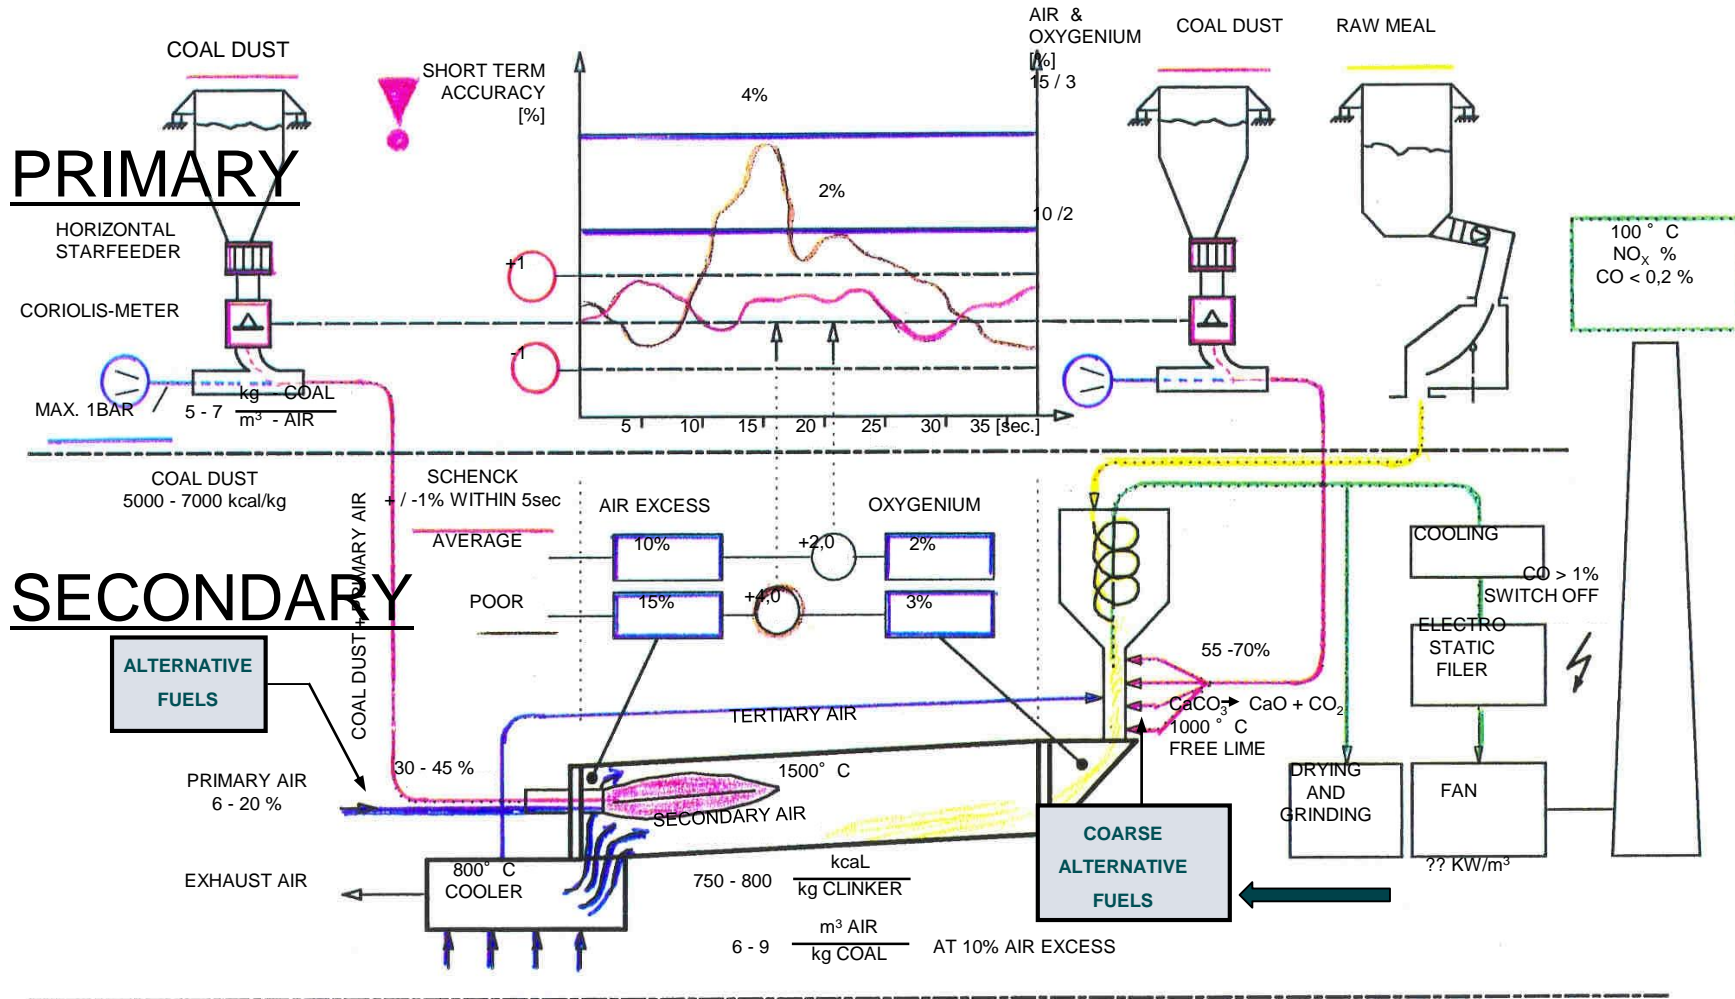 COAL DUST
SHORT TERM
ACCURACY
[%]
4%
2%
AIR &
OXYGENIUM
[%]
15 / 3
10 /2
COAL DUST
RAW MEAL
PRIMARY
HORIZONTAL
STARFEEDER
CORIOLIS-METER
+1
-1
100 ° C
NOX %
CO < 0,2 %
MAX. 1BAR
5 - 7
kg - COAL
m³ - AIR
5 10 15 20 25 30 35 [sec.]
COAL DUST
5000 - 7000 kcal/kg
SCHENCK
+ / -1% WITHIN 5sec
AIR EXCESS
OXYGENIUM
AVERAGE
10%
+2,0
2%
POOR
15%
+4,0
3%
SECONDARY
COAL DUST + PRIMARY AIR
ALTERNATIVE
FUELS
COOLING
CO > 1%
SWITCH OFF
ELECTRO
STATIC
FILER
55 -70%
CaCO₃ → CaO + CO₂
1000 ° C
FREE LIME
TERTIARY AIR
30 - 45 %
1500° C
PRIMARY AIR
6 - 20 %
SECONDARY AIR
DRYING
AND
GRINDING
FAN
?? KW/m³
COARSE
ALTERNATIVE
FUELS
EXHAUST AIR
800° C
COOLER
750 - 800
kcaL
kg CLINKER
6 - 9
m³ AIR
kg COAL
AT 10% AIR EXCESS